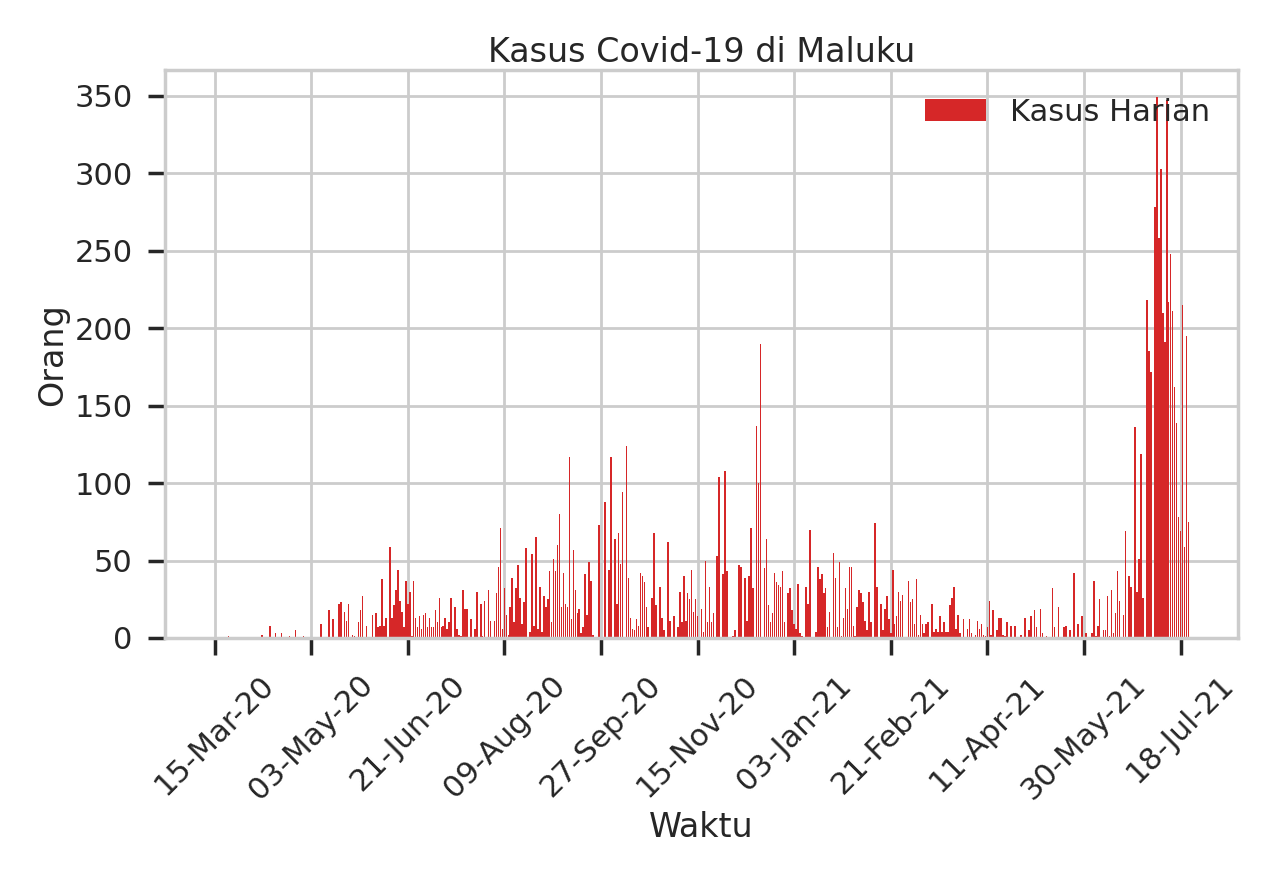 Kasus Covid-19 di Maluku
Kasus Harian
350
300
250
200
150
100
50
0
Orang
15-Mar-20
03-May-20
21-Jun-20
09-Aug-20
27-Sep-20
15-Nov-20
03-Jan-21
21-Feb-21
11-Apr-21
30-May-21
18-Jul-21
Waktu